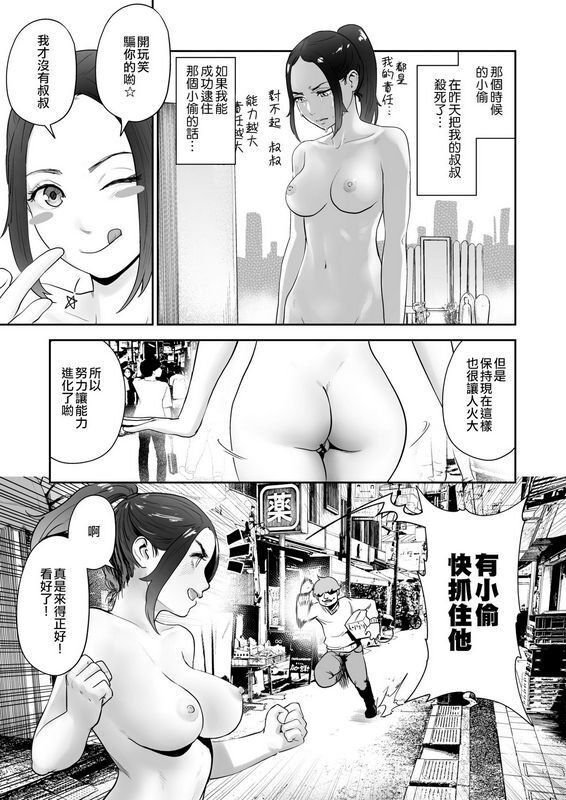 那個時候
的小偷
在昨天把我的叔叔
殺死了…
都是
我的責任…
對不起 叔叔
能力越大
責任越大
如果我能
成功逮住
那個小偷的話…
開玩笑
騙你的喲☆
我才沒有叔叔
但是
保持現在這樣
也很讓人火大
所以
努力讓能力
進化了喲
有小偷
快抓住他
藥
啊
真是來得正好！
看好了！